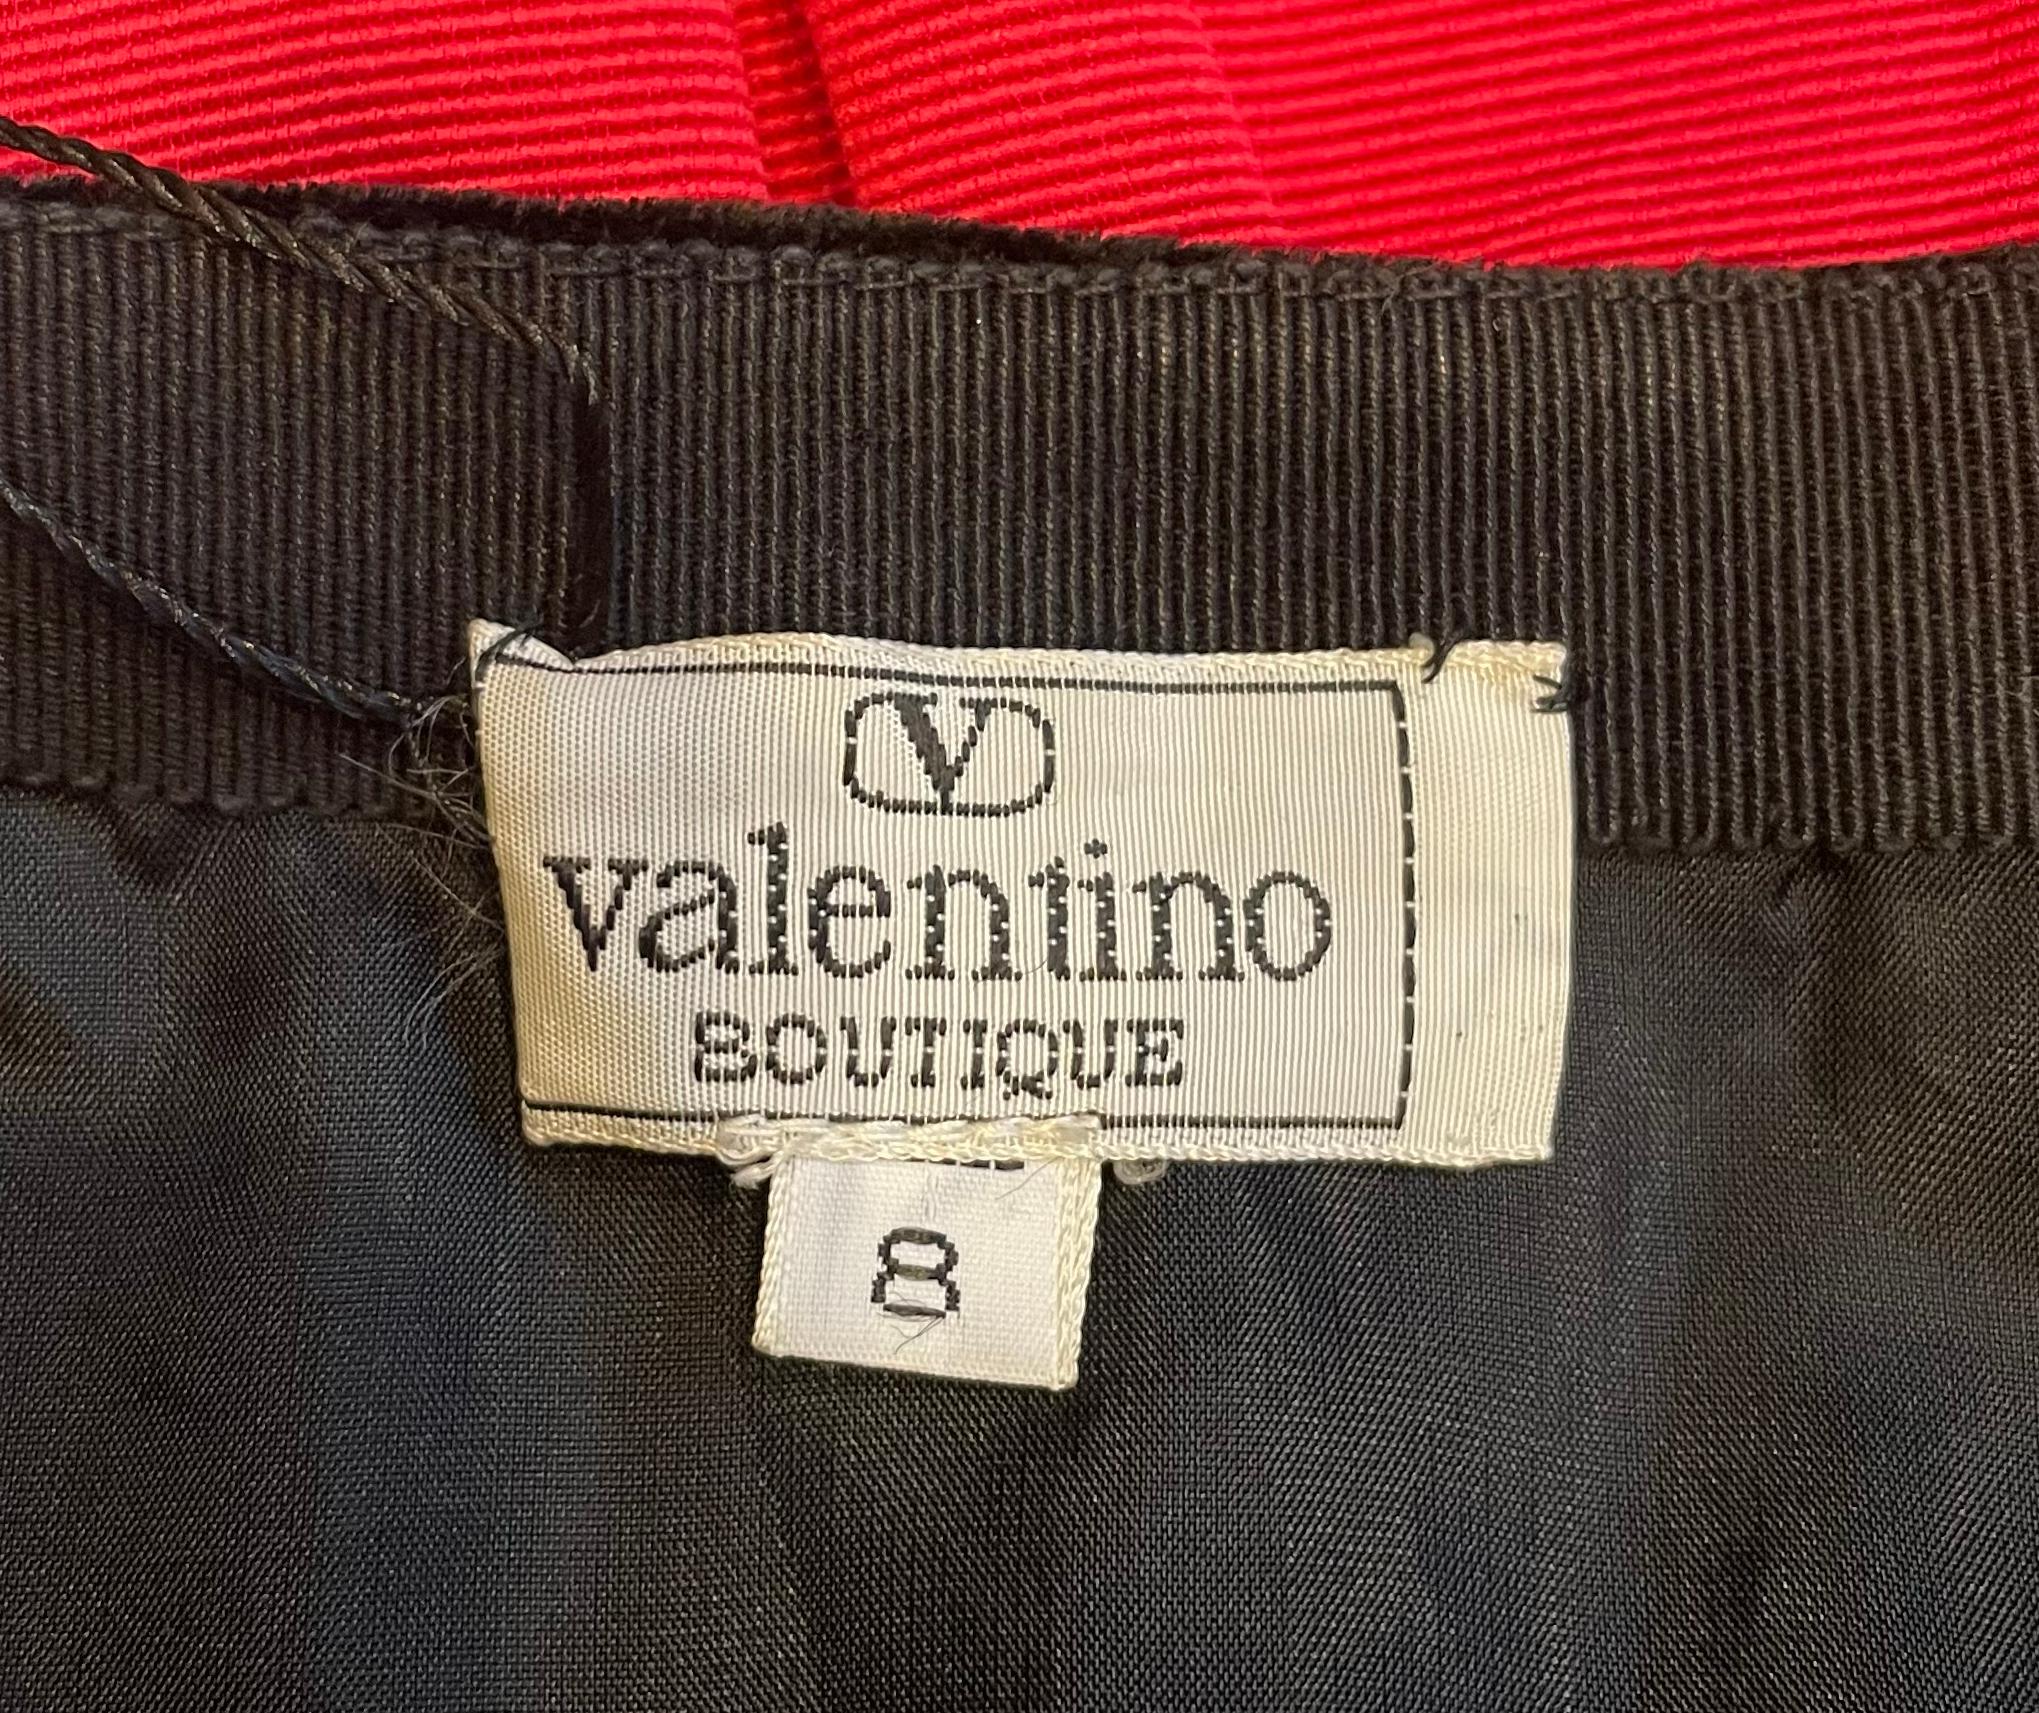 V
valentino
BOUTIQUE
8